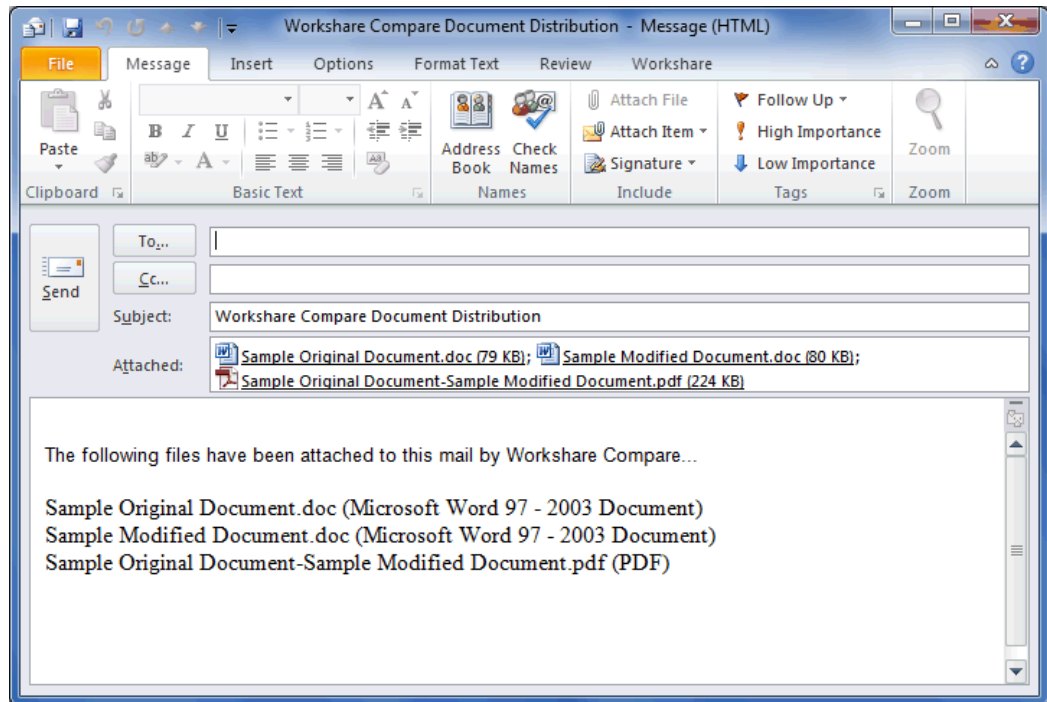 Workshare Compare Document Distribution - Message (HTML)
File Message Insert Options Format Text Review Workshare
Paste
B I U
Address Book
Check Names
Attach File
Attach Item
Signature
Follow Up
High Importance
Low Importance
Zoom
Clipboard Basic Text Names Include Tags Zoom
Send
To...
Cc...
Subject: Workshare Compare Document Distribution
Attached: Sample Original Document.doc (79 KB); Sample Modified Document.doc (80 KB);
Sample Original Document-Sample Modified Document.pdf (224 KB)
The following files have been attached to this mail by Workshare Compare...
Sample Original Document.doc (Microsoft Word 97 - 2003 Document)
Sample Modified Document.doc (Microsoft Word 97 - 2003 Document)
Sample Original Document-Sample Modified Document.pdf (PDF)